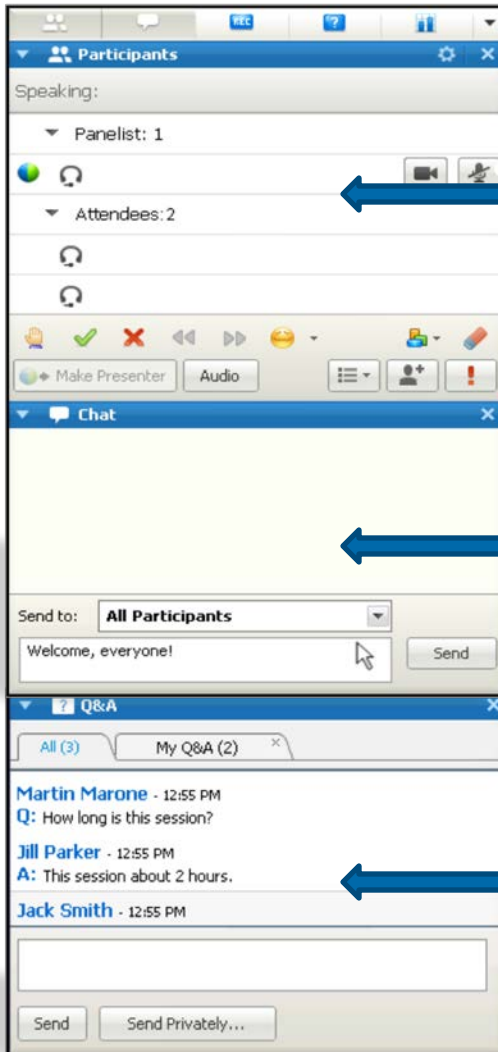 REC ?
Participants
Speaking:
Panelist: 1
Attendees:2
Make Presenter Audio !
Chat
Send to: All Participants
Welcome, everyone! Send
? Q&A
All (3) My Q&A (2)
Martin Marone - 12:55 PM
Q: How long is this session?
Jill Parker - 12:55 PM
A: This session about 2 hours.
Jack Smith - 12:55 PM
Send Send Privately...